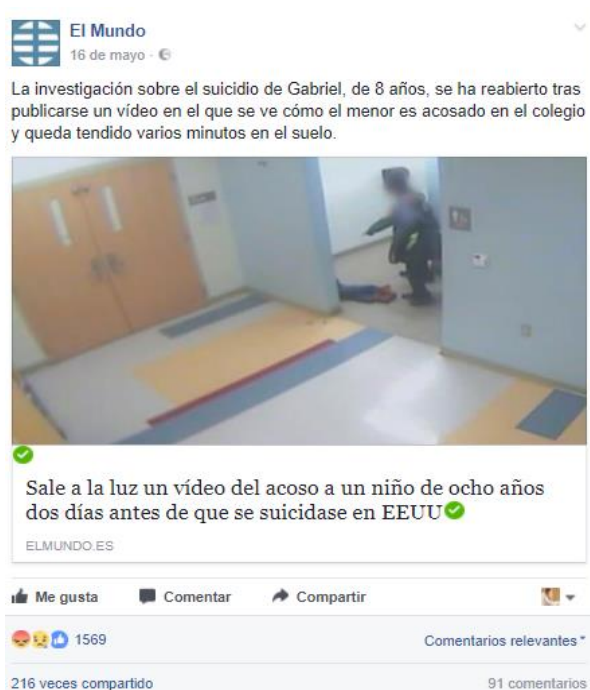 El Mundo
16 de mayo ·
La investigación sobre el suicidio de Gabriel, de 8 años, se ha reabierto tras
publicarse un vídeo en el que se ve cómo el menor es acosado en el colegio
y queda tendido varios minutos en el suelo.
Sale a la luz un vídeo del acoso a un niño de ocho años
dos días antes de que se suicidase en EEUU
ELMUNDO.ES
Me gusta Comentar Compartir
1569 Comentarios relevantes
216 veces compartido 91 comentarios